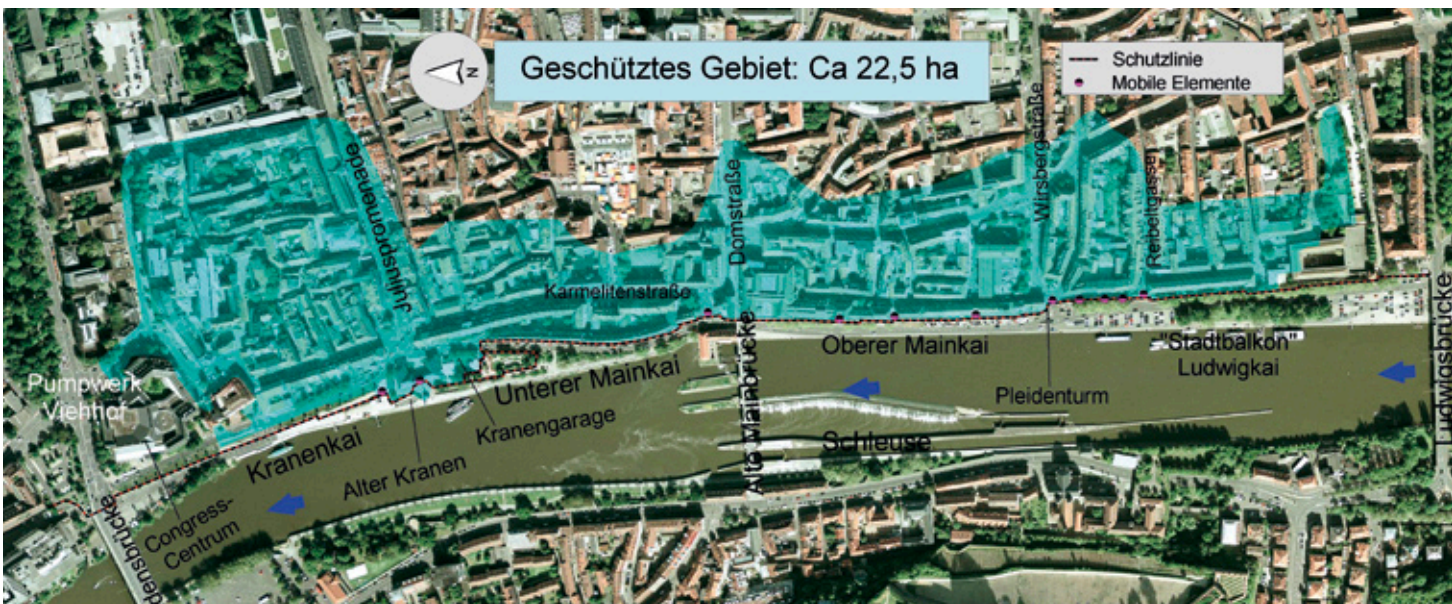 N
Geschütztes Gebiet: Ca 22,5 ha
Schutzlinie
Mobile Elemente
Juliuspromenade
Karmelitenstraße
Domstraße
Wirsbergstraße
Reibeltgasse
Pumpwerk
Viehhof
Congress-
Centrum
Kranenkai
Alter Kranen
Kranengarage
Unterer Mainkai
Alte Mainbrücke
Oberer Mainkai
Schleuse
Pleidenturm
"Stadtbalkon"
Ludwigkai
Ludwigsbrücke
densbrücke